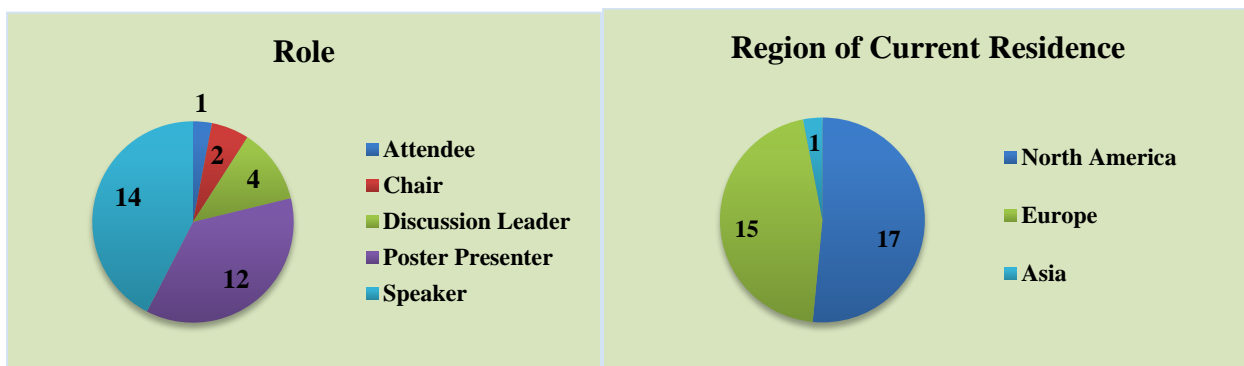 Role
1
2
4
12
14
Attendee
Chair
Discussion Leader
Poster Presenter
Speaker
Region of Current Residence
1
15
17
North America
Europe
Asia